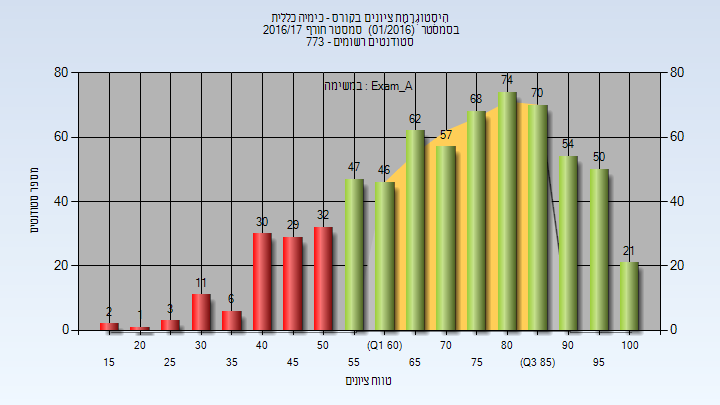 הִיסְטוֹגְרָמַת ציונים בקורס - כימיה כללית
בסמסטר (01/2016) סמסטר חורף 2016/17
סטודנטים רשומים - 773
במשימה : Exam_A
80 80
60 60
40 40
20 20
0 0
מספר סטודנטים
2 1 3 11 6 30 29 32 47 46 62 57 68 74 70 54 50 21
20 30 40 50 (Q1 60) 70 80 90 100
15 25 35 45 55 65 75 (Q3 85) 95
טווח ציונים